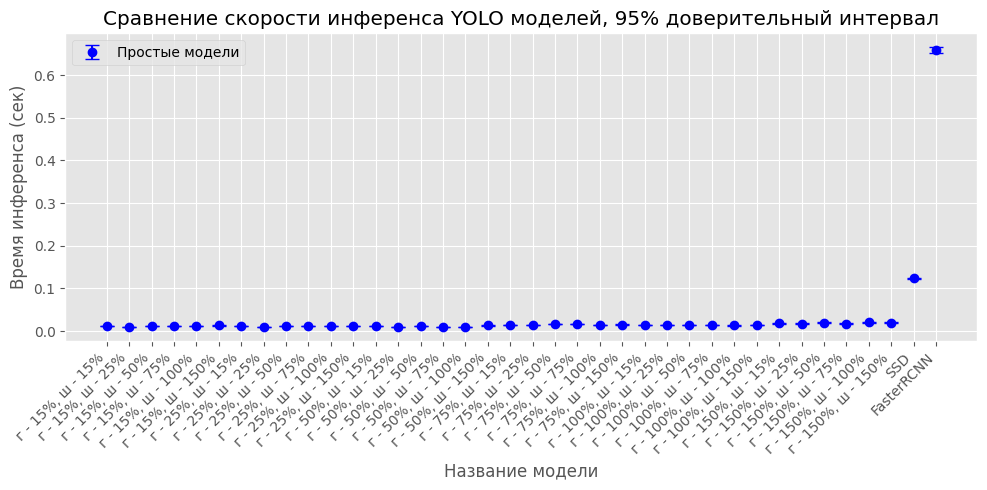 Сравнение скорости инференса YOLO моделей, 95% доверительный интервал
Простые модели
Время инференса (сек)
0.6
0.5
0.4
0.3
0.2
0.1
0.0
г - 15%, ш - 15%
г - 15%, ш - 25%
г - 15%, ш - 50%
г - 15%, ш - 75%
г - 15%, ш - 100%
г - 15%, ш - 150%
г - 25%, ш - 15%
г - 25%, ш - 25%
г - 25%, ш - 50%
г - 25%, ш - 75%
г - 25%, ш - 100%
г - 25%, ш - 150%
г - 50%, ш - 15%
г - 50%, ш - 25%
г - 50%, ш - 50%
г - 50%, ш - 75%
г - 50%, ш - 100%
г - 50%, ш - 150%
г - 75%, ш - 15%
г - 75%, ш - 25%
г - 75%, ш - 50%
г - 75%, ш - 75%
г - 75%, ш - 100%
г - 75%, ш - 150%
г - 100%, ш - 15%
г - 100%, ш - 25%
г - 100%, ш - 50%
г - 100%, ш - 75%
г - 100%, ш - 100%
г - 100%, ш - 150%
г - 150%, ш - 15%
г - 150%, ш - 25%
г - 150%, ш - 50%
г - 150%, ш - 75%
г - 150%, ш - 100%
г - 150%, ш - 150%
SSD
FasterRCNN
Название модели